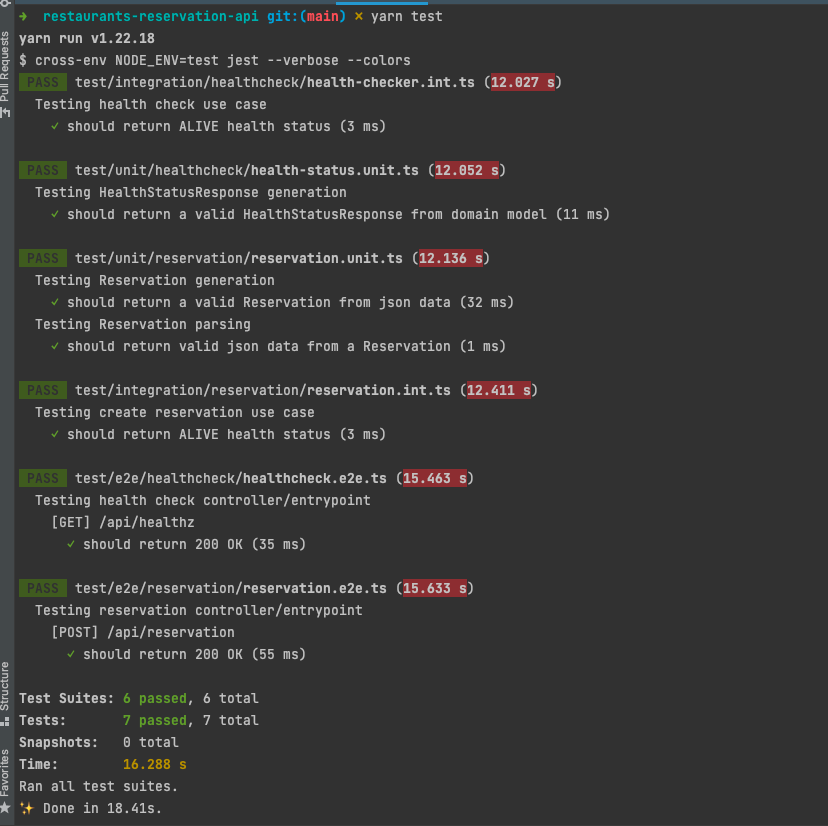 ➜ restaurants-reservation-api git:(main) ✗ yarn test
yarn run v1.22.18
$ cross-env NODE_ENV=test jest --verbose --colors
PASS test/integration/healthcheck/health-checker.int.ts (12.027 s)
Testing health check use case
✓ should return ALIVE health status (3 ms)
PASS test/unit/healthcheck/health-status.unit.ts (12.052 s)
Testing HealthStatusResponse generation
✓ should return a valid HealthStatusResponse from domain model (11 ms)
PASS test/unit/reservation/reservation.unit.ts (12.136 s)
Testing Reservation generation
✓ should return a valid Reservation from json data (32 ms)
Testing Reservation parsing
✓ should return valid json data from a Reservation (1 ms)
PASS test/integration/reservation/reservation.int.ts (12.411 s)
Testing create reservation use case
✓ should return ALIVE health status (3 ms)
PASS test/e2e/healthcheck/healthcheck.e2e.ts (15.463 s)
Testing health check controller/entrypoint
[GET] /api/healthz
✓ should return 200 OK (35 ms)
PASS test/e2e/reservation/reservation.e2e.ts (15.633 s)
Testing reservation controller/entrypoint
[POST] /api/reservation
✓ should return 200 OK (55 ms)
Test Suites: 6 passed, 6 total
Tests: 7 passed, 7 total
Snapshots: 0 total
Time: 16.288 s
Ran all test suites.
✨ Done in 18.41s.
Pull Requests
Structure
Favorites